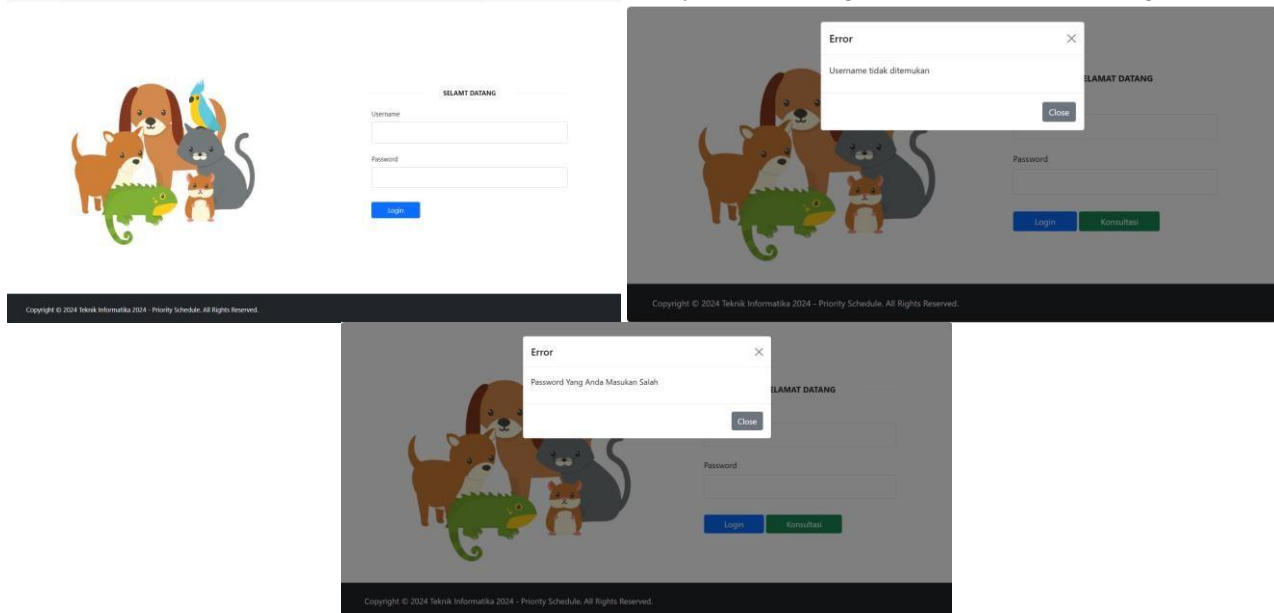 SELAMT DATANG
Username
Password
Login
Copyright © 2024 Teknik Informatika 2024 - Priority Schedule. All Rights Reserved.
Error
Username tidak ditemukan
Close
ELAMAT DATANG
Password
Login Konsultasi
Copyright © 2024 Teknik Informatika 2024 - Priority Schedule. All Rights Reserved.
Error
Password Yang Anda Masukan Salah
Close
ELAMAT DATANG
Password
Login Konsultasi
Copyright © 2024 Teknik Informatika 2024 - Priority Schedule. All Rights Reserved.